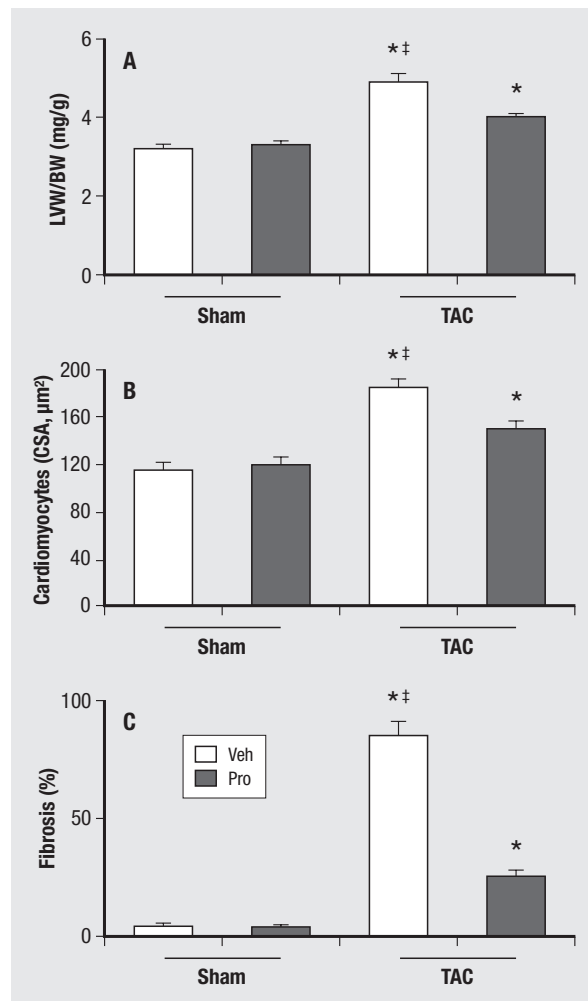 A
LVW/BW (mg/g)
6
4
2
0
*‡
*
Sham
TAC
B
Cardiomyocytes (CSA, µm²)
200
160
120
80
40
0
*‡
*
Sham
TAC
C
Fibrosis (%)
100
50
0
Veh
Pro
*‡
*
Sham
TAC